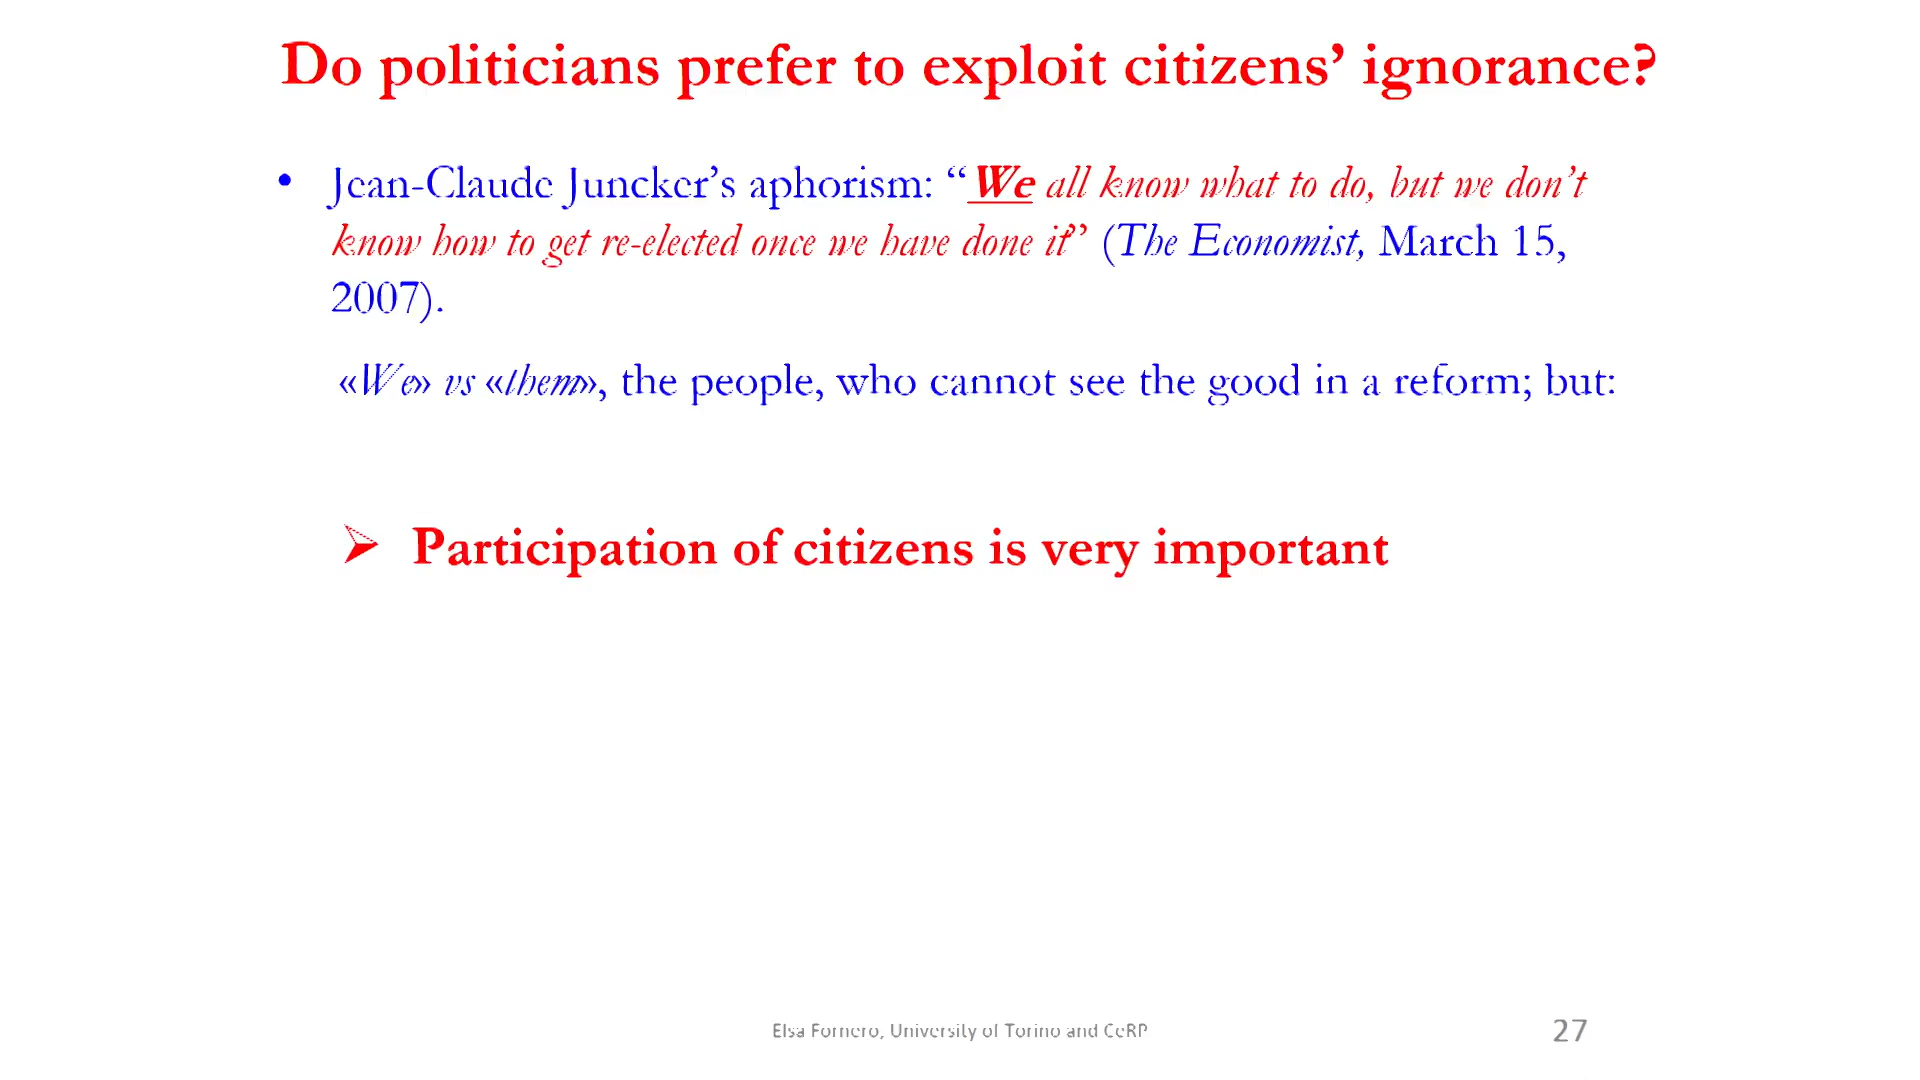 Do politicians prefer to exploit citizens’ ignorance?
• Jean-Claude Juncker’s aphorism: “We all know what to do, but we don’t
know how to get re-elected once we have done it” (The Economist, March 15,
2007).
«We» vs «them», the people, who cannot see the good in a reform; but:
➢ Participation of citizens is very important
Elsa Fornero, University of Torino and CeRP
27